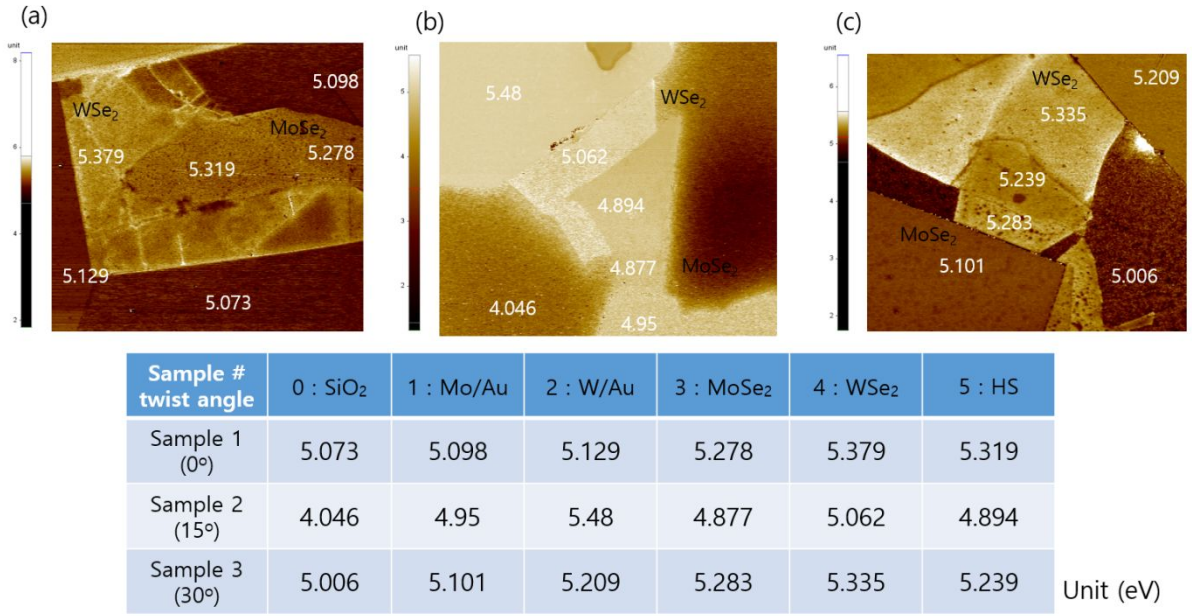 (a)
unit
8
6
4
2
WSe₂
5.098
MoSe₂
5.379
5.319
5.278
5.129
5.073
(b)
unit
5
4
3
2
5.48
WSe₂
5.062
4.894
4.877
MoSe₂
4.046
4.95
(c)
unit
6
5
4
3
2
WSe₂
5.209
5.335
5.239
5.283
MoSe₂
5.101
5.006
Sample # twist angle 0 : SiO₂ 1 : Mo/Au 2 : W/Au 3 : MoSe₂ 4 : WSe₂ 5 : HS
Sample 1 (0º) 5.073 5.098 5.129 5.278 5.379 5.319
Sample 2 (15º) 4.046 4.95 5.48 4.877 5.062 4.894
Sample 3 (30º) 5.006 5.101 5.209 5.283 5.335 5.239
Unit (eV)